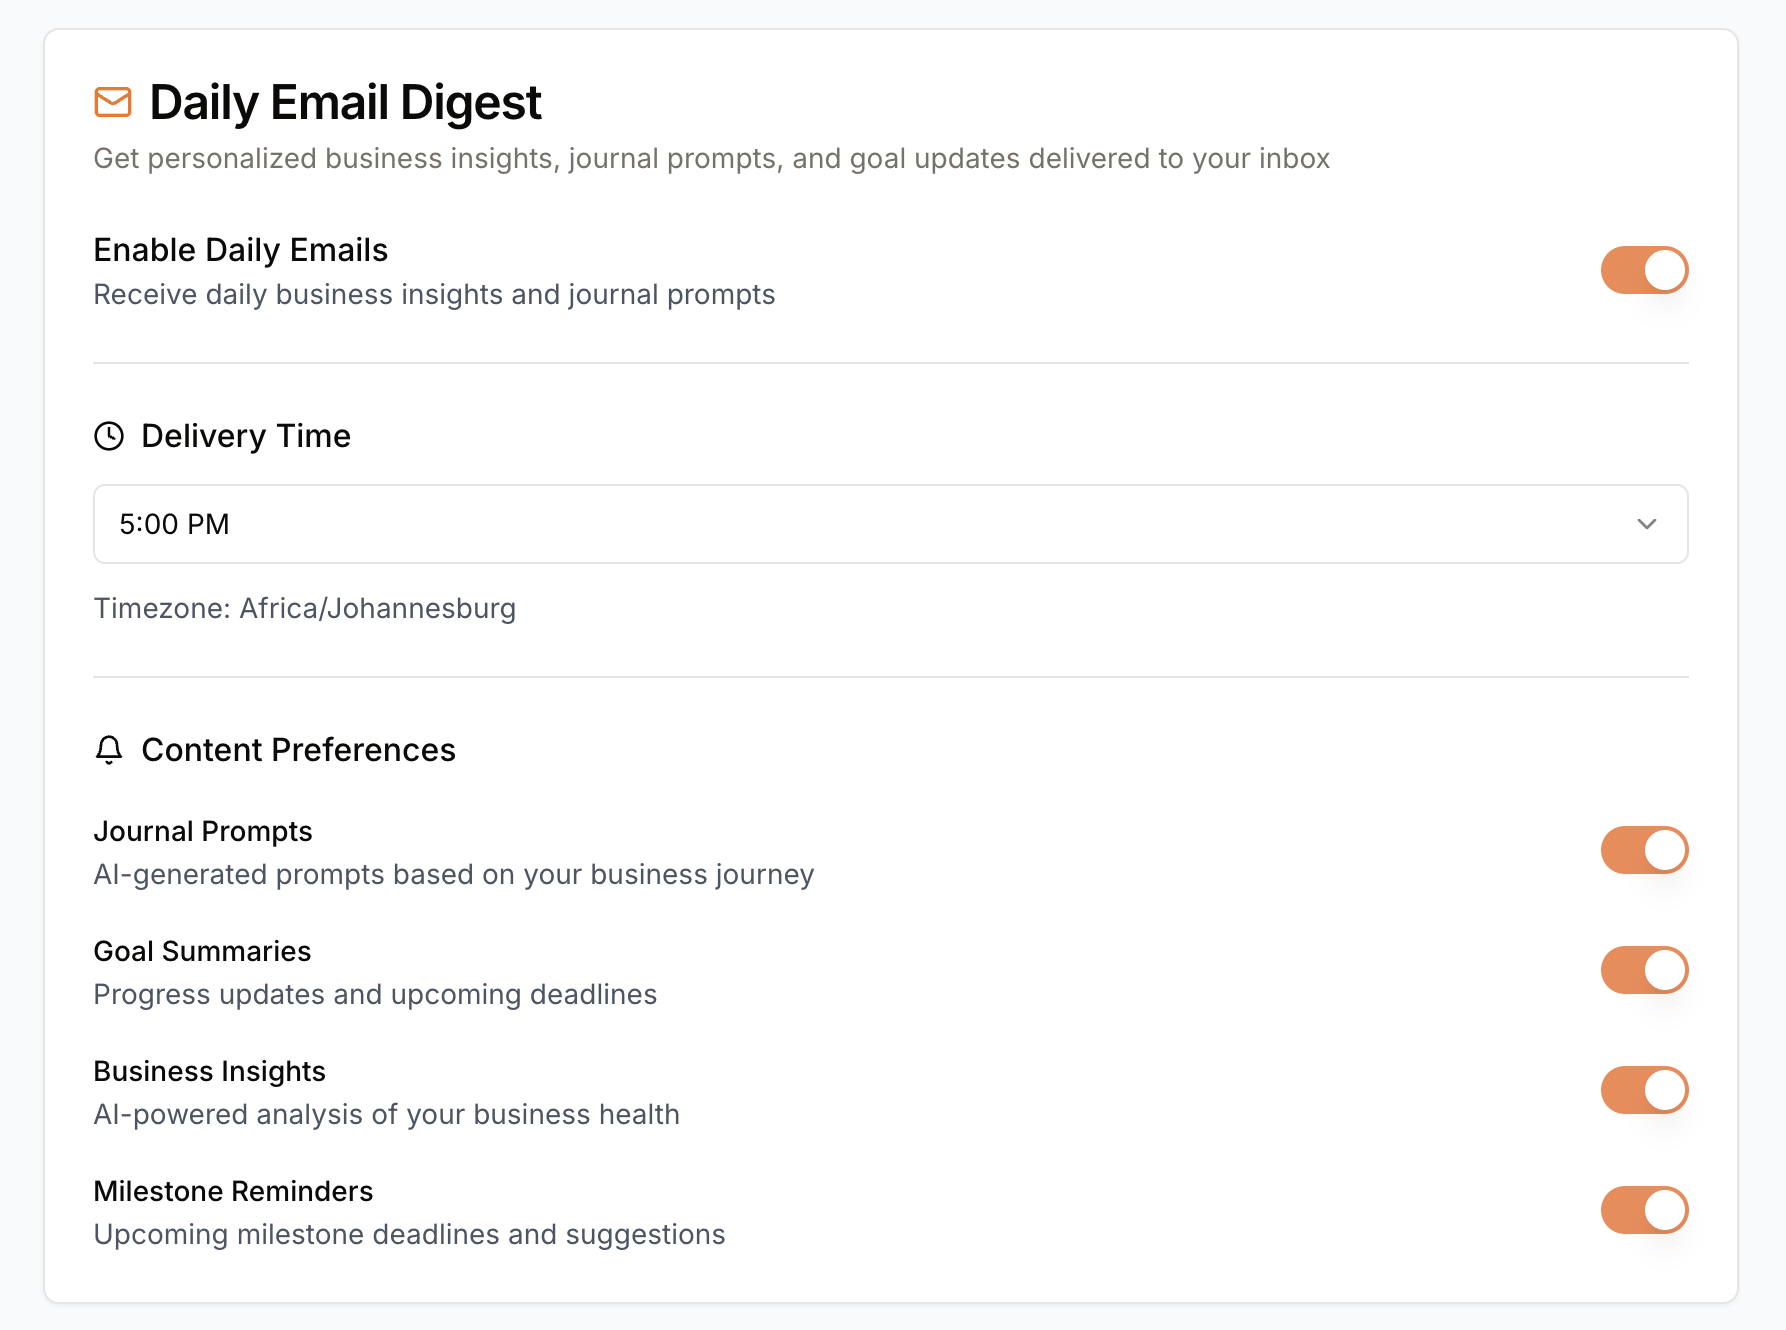 Daily Email Digest
Get personalized business insights, journal prompts, and goal updates delivered to your inbox
Enable Daily Emails
Receive daily business insights and journal prompts
Delivery Time
5:00 PM
Timezone: Africa/Johannesburg
Content Preferences
Journal Prompts
AI-generated prompts based on your business journey
Goal Summaries
Progress updates and upcoming deadlines
Business Insights
AI-powered analysis of your business health
Milestone Reminders
Upcoming milestone deadlines and suggestions